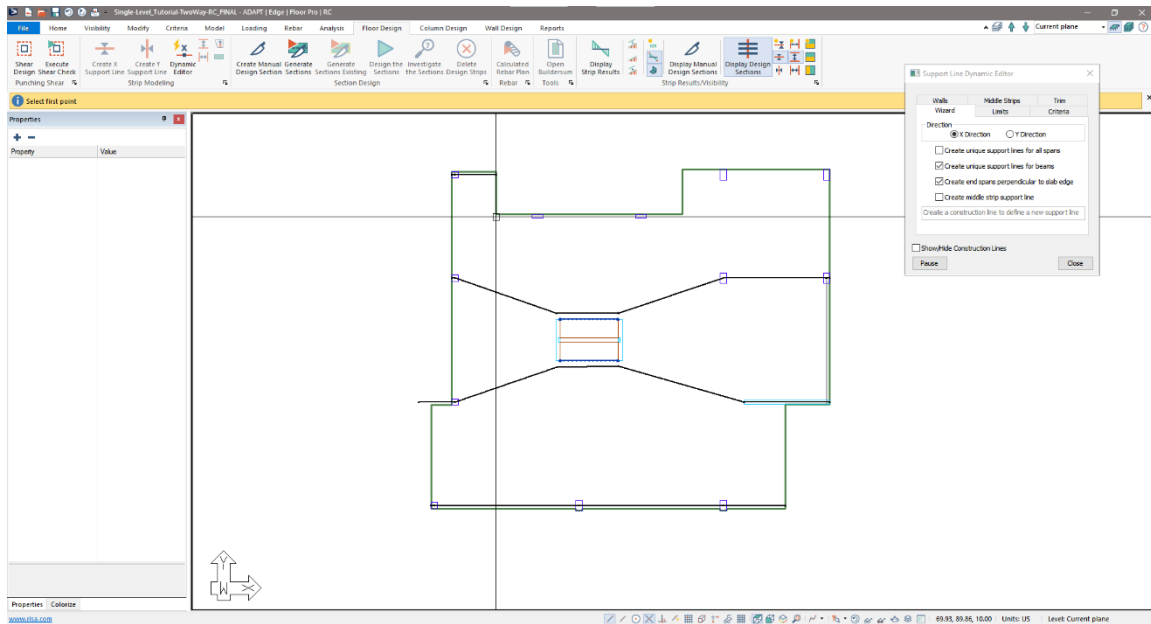 Single-Level_Tutorial-TwoWay-RC_FINAL - ADAPT | Edge | Floor Pro | RC
File Home Visibility Modify Criteria Model Loading Rebar Analysis Floor Design Column Design Wall Design Reports Current plane
Shear Design
Execute Shear Check
Punching Shear
Create X Support Line
Create Y Support Line
Dynamic Editor
Strip Modeling
Create Manual Design Section
Generate Sections
Generate Sections Existing
Design the Sections
Investigate the Sections
Delete Design Strips
Section Design
Calculated Rebar Plan
Rebar
Open Buildersum
Tools
Display Strip Results
Display Manual Design Sections
Display Design Sections
Strip Results/Visibility
Select first point
Properties
Property Value
Support Line Dynamic Editor
Walls Middle Strips Trim
Wizard Limits Criteria
Direction
X Direction Y Direction
Create unique support lines for all spans
Create unique support lines for beams
Create end spans perpendicular to slab edge
Create middle strip support line
Create a construction line to define a new support line
Show/Hide Construction Lines
Pause Close
Y
W X
Properties Colorize
www.risa.com
69.93, 89.86, 10.00 Units: US Level: Current plane